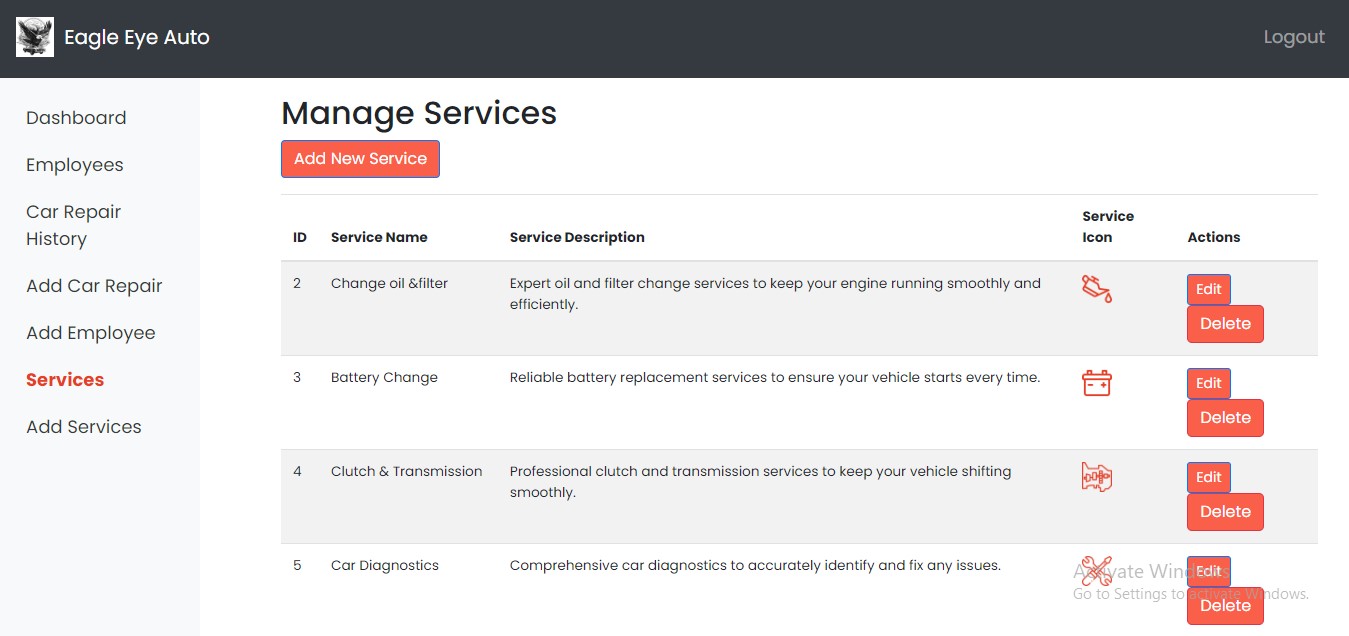 Eagle Eye Auto
Logout
Dashboard
Employees
Car Repair
History
Add Car Repair
Add Employee
Services
Add Services
Manage Services
Add New Service
ID Service Name Service Description Service Icon Actions
2 Change oil &filter Expert oil and filter change services to keep your engine running smoothly and
efficiently.
Edit
Delete
3 Battery Change Reliable battery replacement services to ensure your vehicle starts every time.
Edit
Delete
4 Clutch & Transmission Professional clutch and transmission services to keep your vehicle shifting
smoothly.
Edit
Delete
5 Car Diagnostics Comprehensive car diagnostics to accurately identify and fix any issues.
Edit
Delete
Activate Windows
Go to Settings to activate Windows.